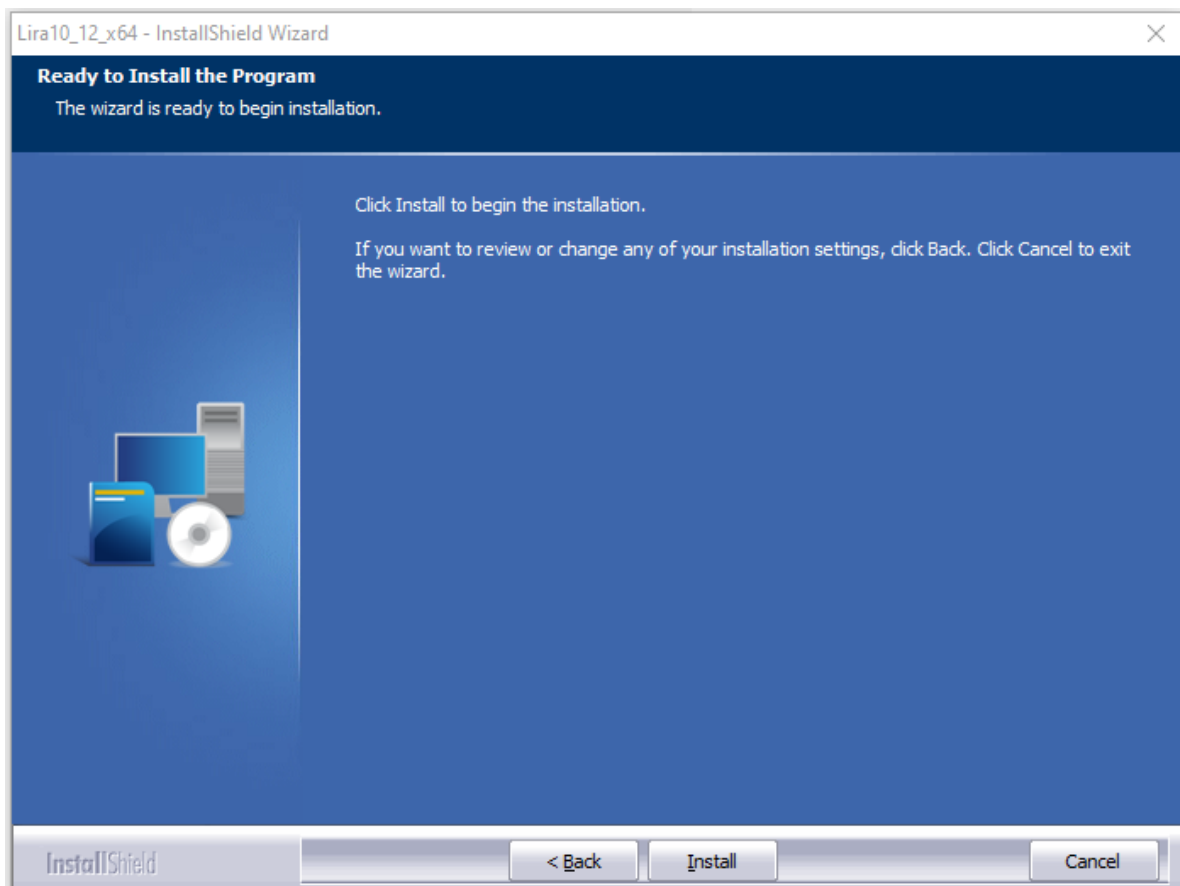 Lira10_12_x64 - InstallShield Wizard
Ready to Install the Program
The wizard is ready to begin installation.
Click Install to begin the installation.
If you want to review or change any of your installation settings, click Back. Click Cancel to exit
the wizard.
InstallShield
< Back
Install
Cancel